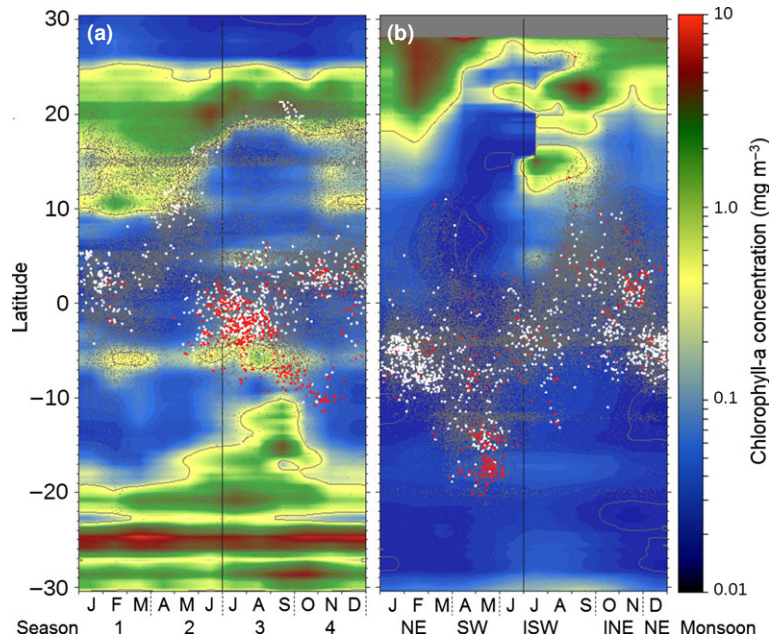 (a)
(b)
30
20
10
0
−10
−20
−30
Latitude
J F M A M J J A S O N D
J F M A M J J A S O N D
Season 1 2 3 4
NE SW ISW INE NE Monsoon
10
1.0
0.1
0.01
Chlorophyll-a concentration (mg m⁻³)